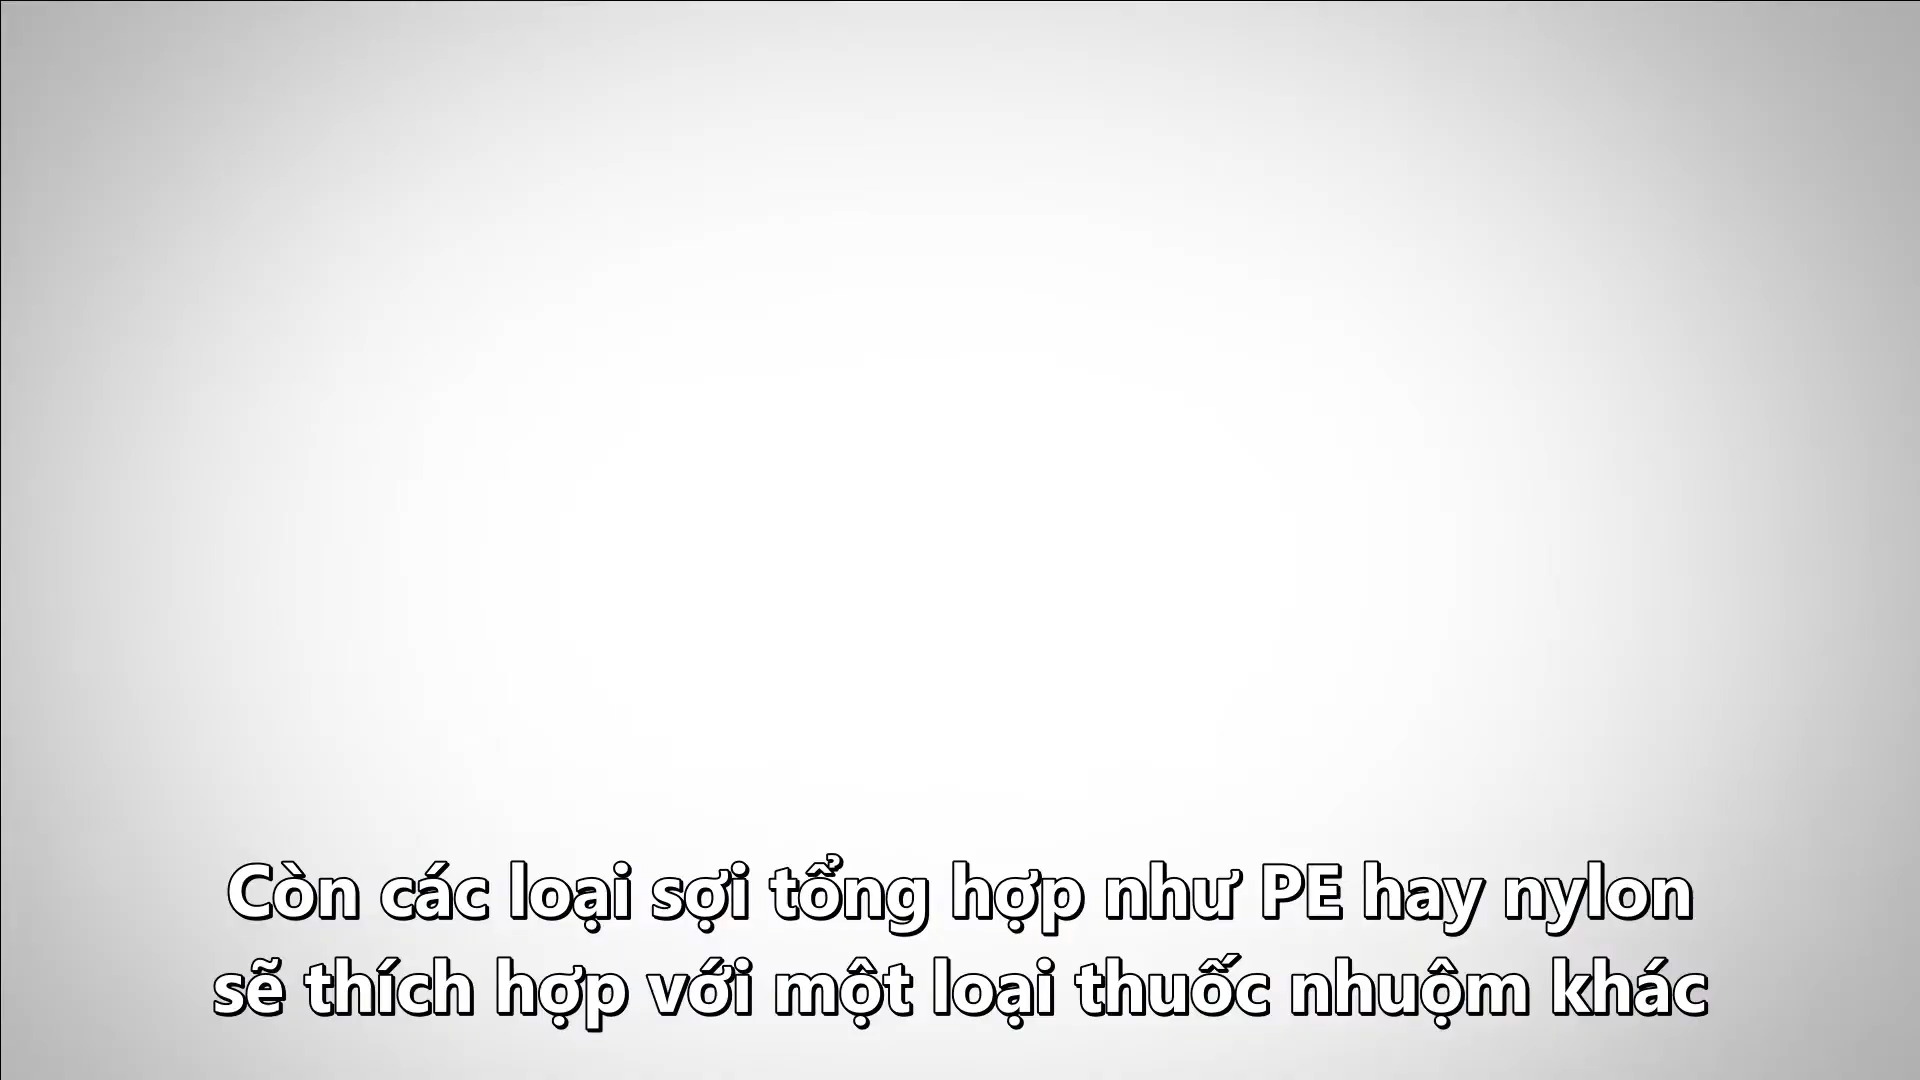 Còn các loại sợi tổng hợp như PE hay nylon
sẽ thích hợp với một loại thuốc nhuộm khác